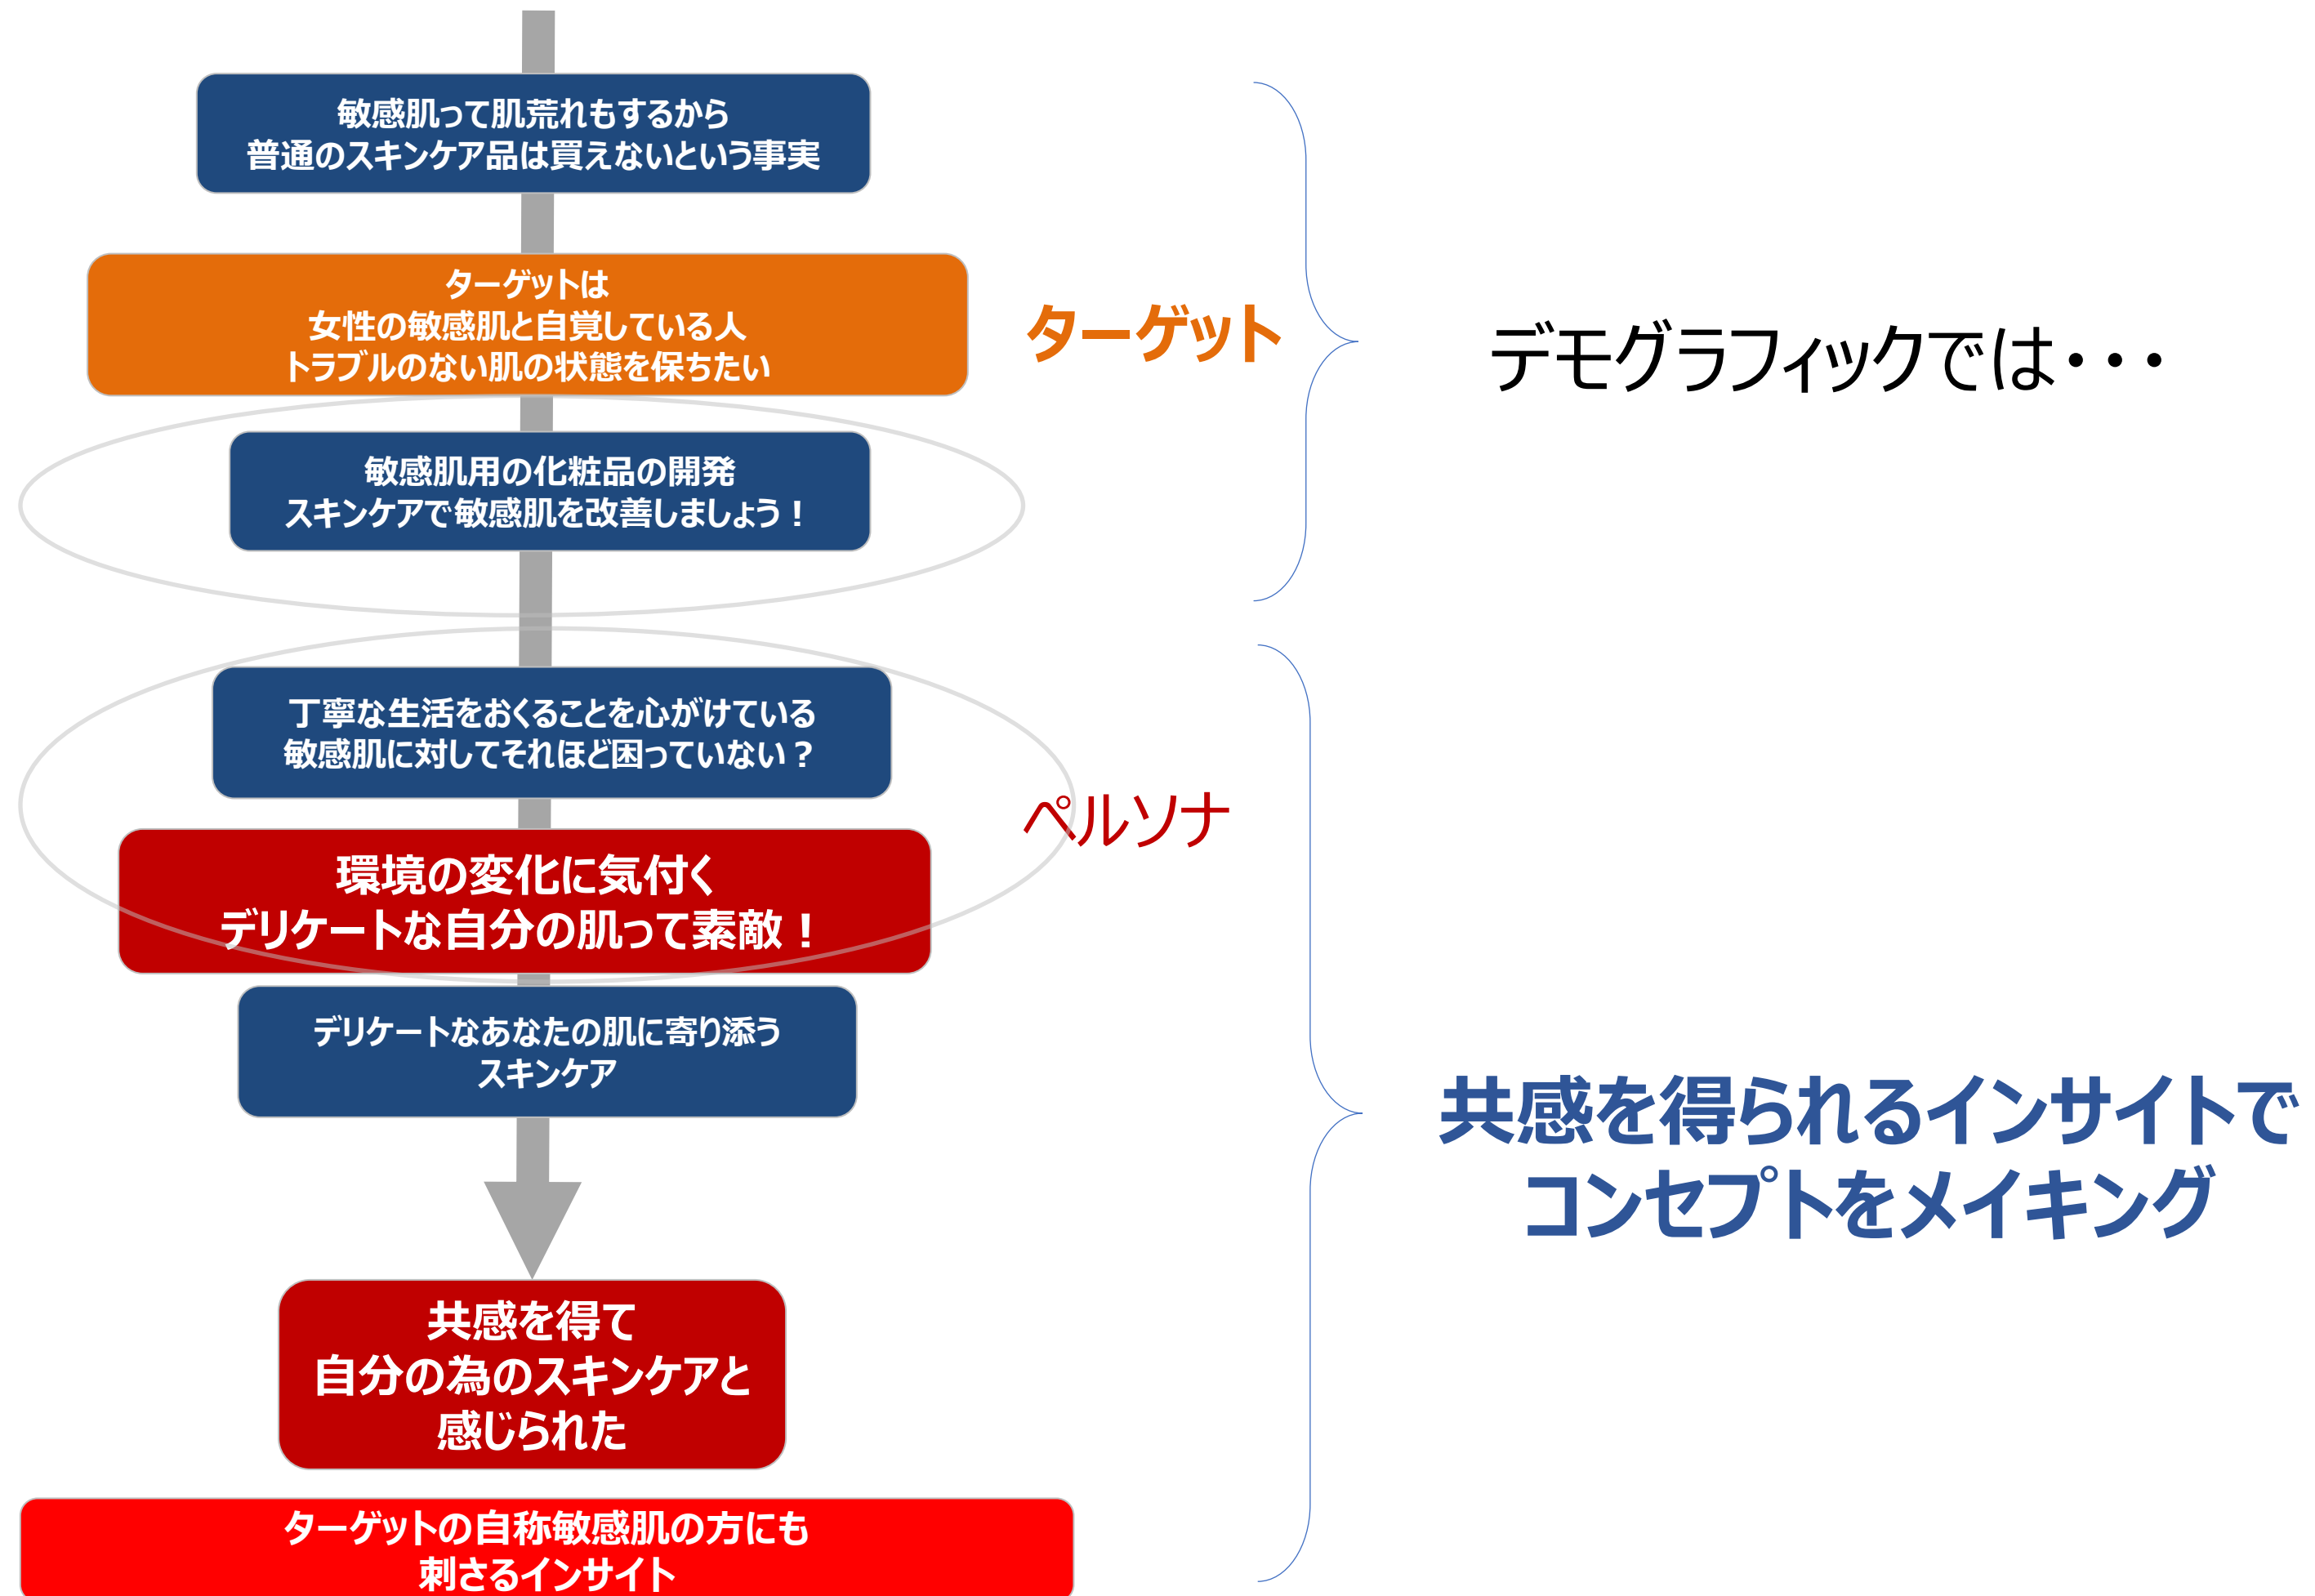 敏感肌って肌荒れもするから
普通のスキンケア品は買えないという事実
ターゲットは
女性の敏感肌と自覚している人
トラブルのない肌の状態を保ちたい
ターゲット
デモグラフィックでは・・・
敏感肌用の化粧品の開発
スキンケアで敏感肌を改善しましょう！
丁寧な生活をおくることを心がけている
敏感肌に対してそれほど困っていない？
ペルソナ
環境の変化に気付く
デリケートな自分の肌って素敵！
デリケートなあなたの肌に寄り添う
スキンケア
共感を得られるインサイトで
コンセプトをメイキング
共感を得て
自分の為のスキンケアと
感じられた
ターゲットの自称敏感肌の方にも
刺さるインサイト